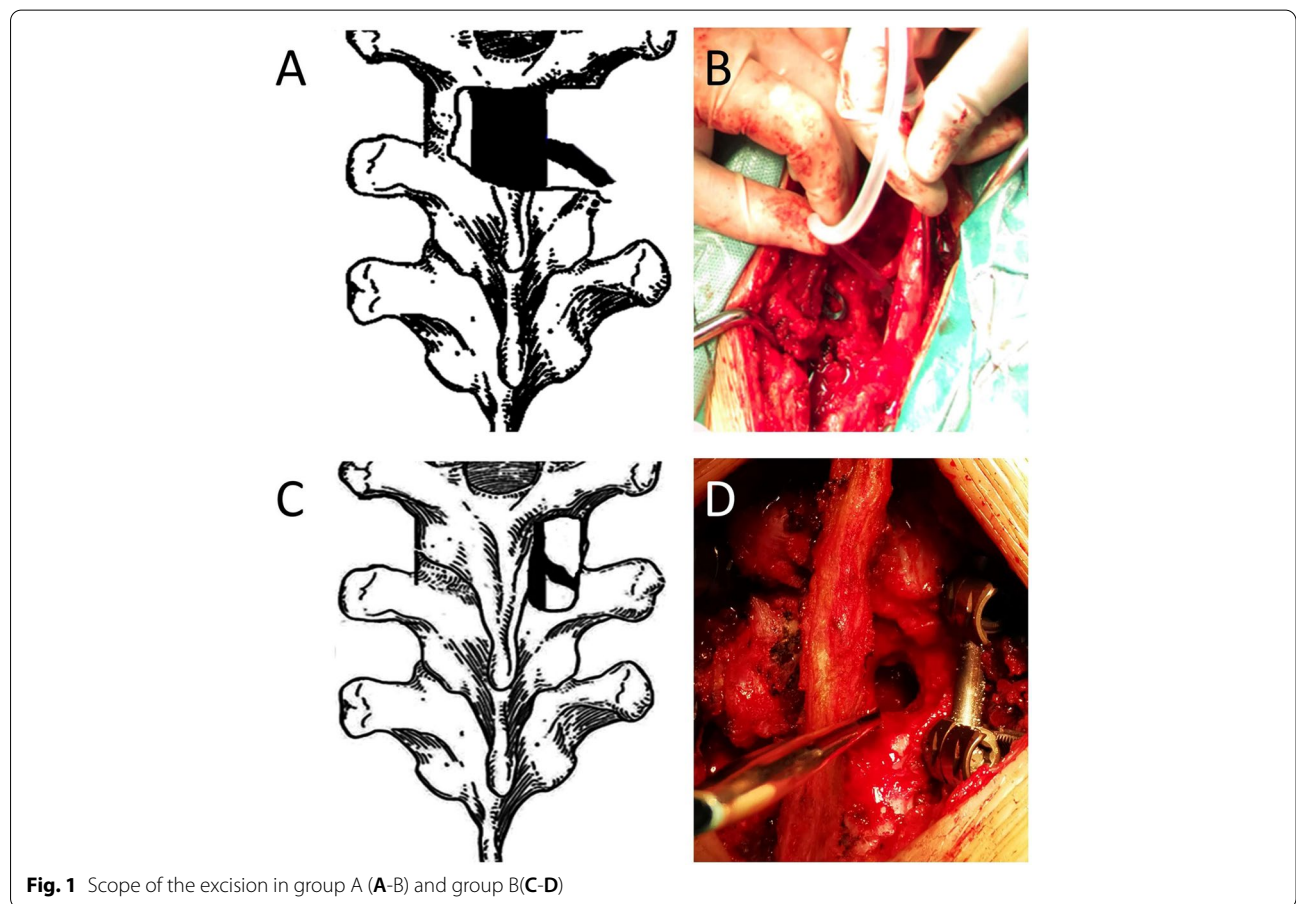 A
B
C
D
Fig. 1 Scope of the excision in group A (A-B) and group B(C-D)